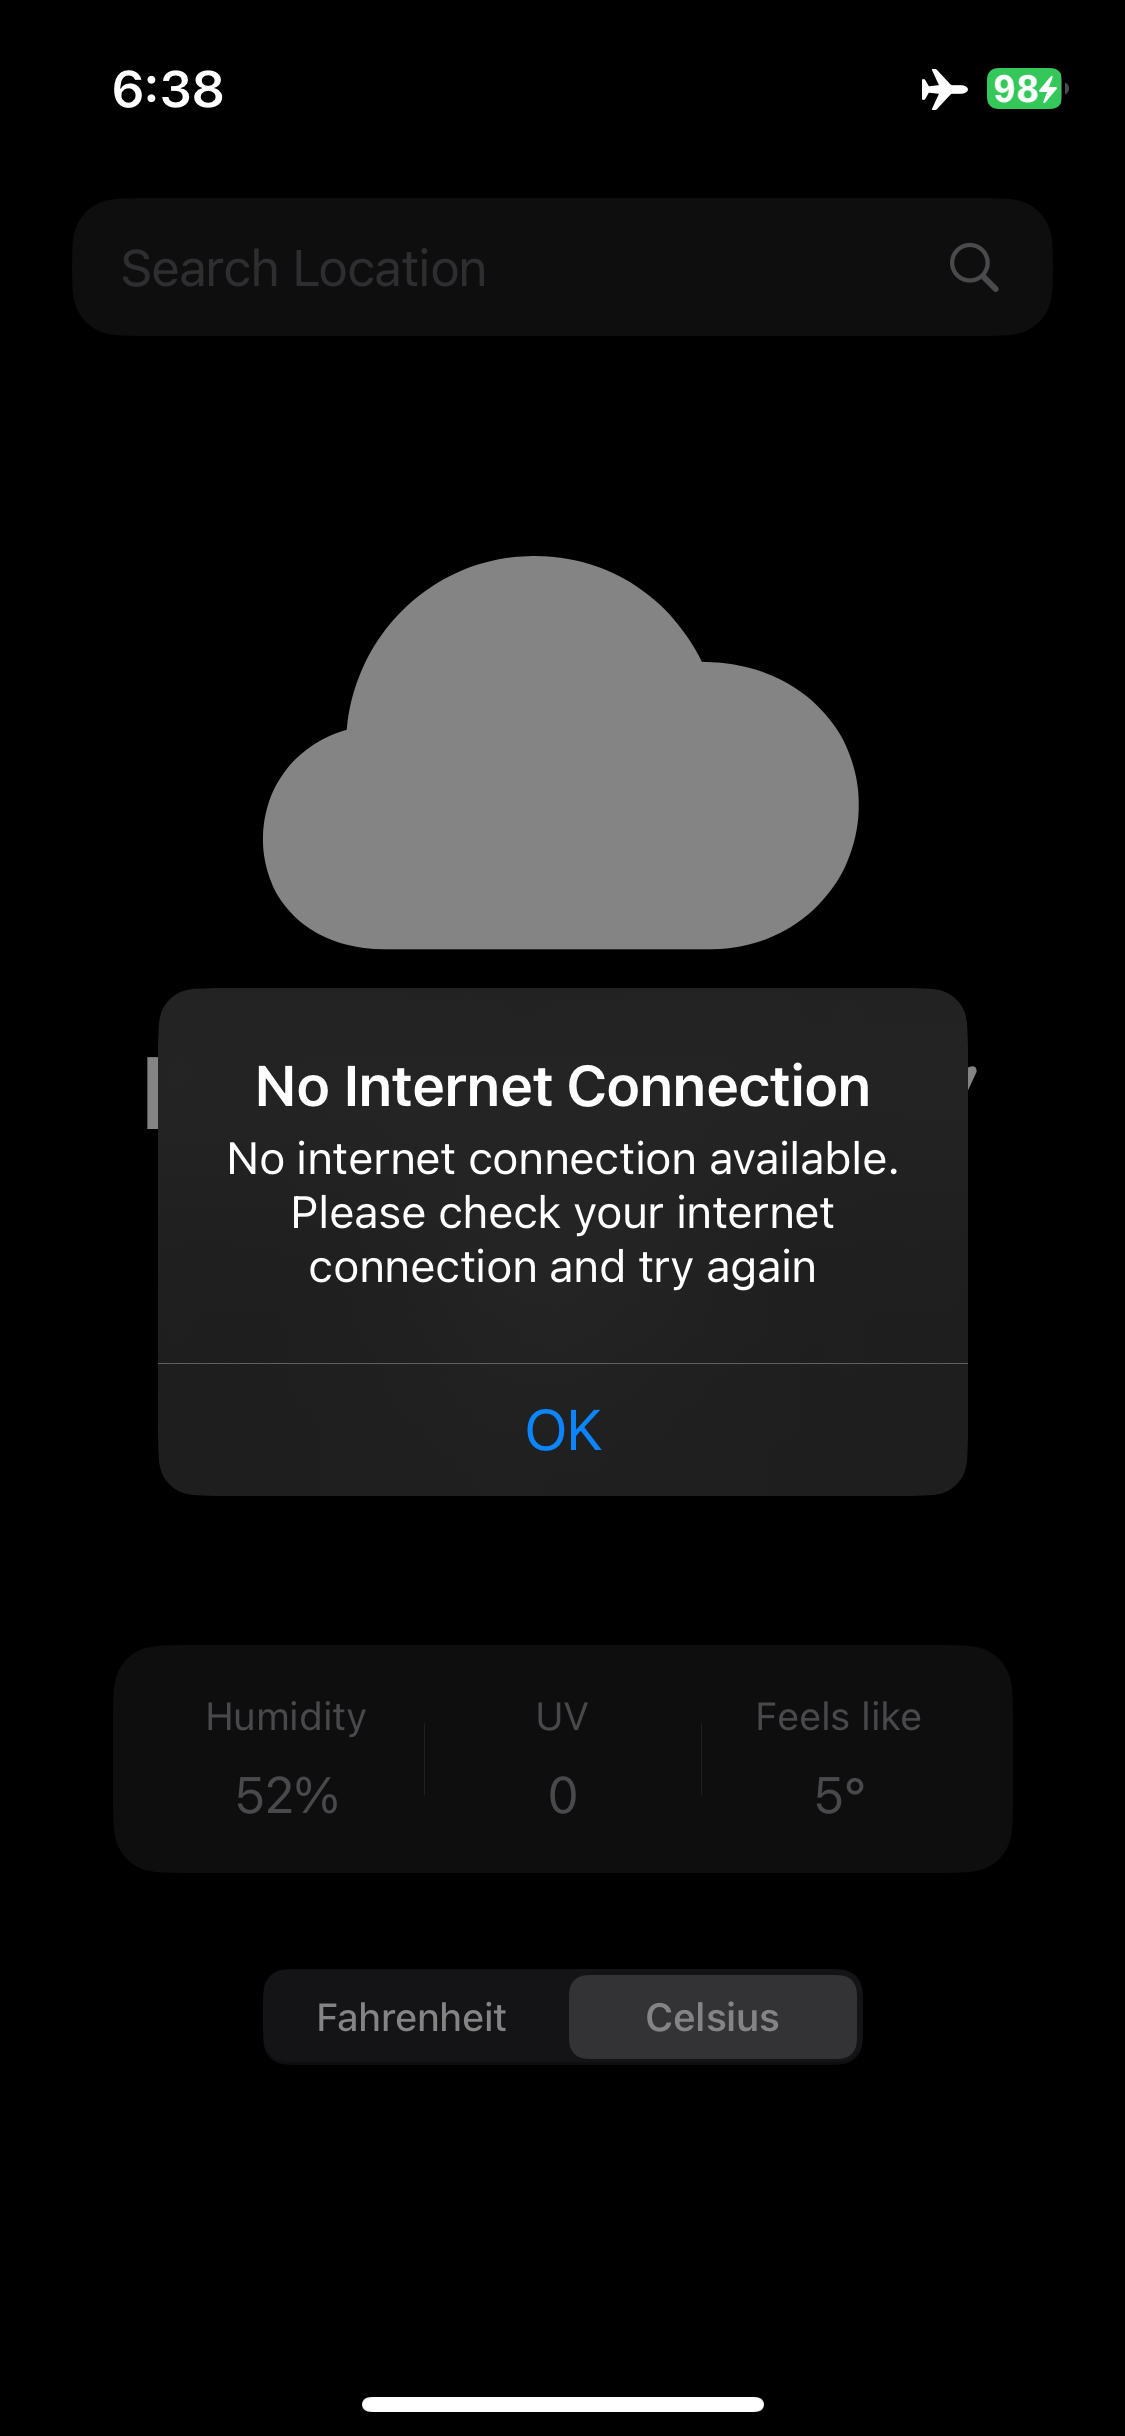 6:38
98
Search Location
No Internet Connection
No internet connection available.
Please check your internet
connection and try again
OK
Humidity
UV
Feels like
52%
0
5°
Fahrenheit
Celsius